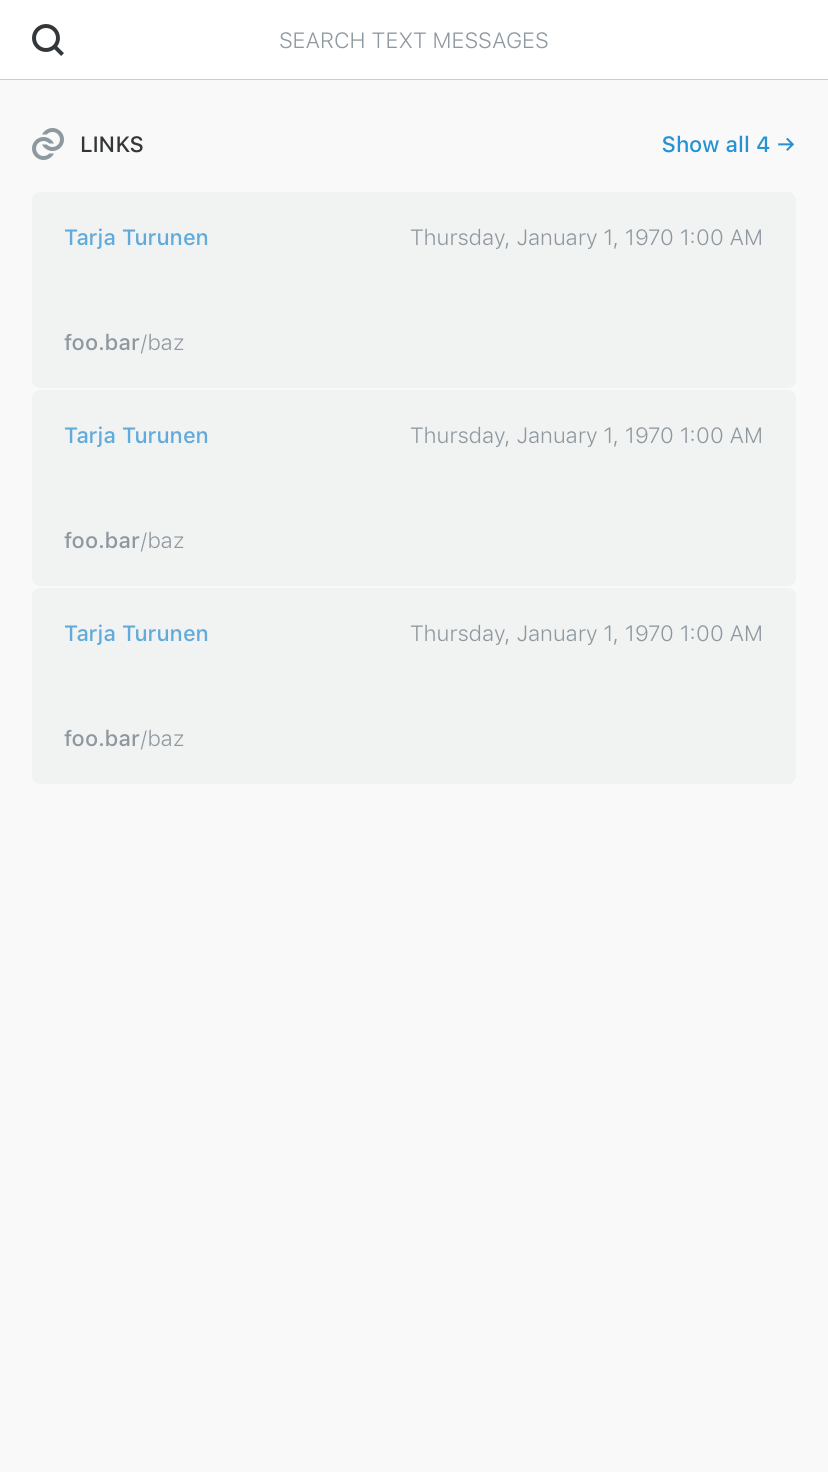 SEARCH TEXT MESSAGES
LINKS Show all 4 →
Tarja Turunen Thursday, January 1, 1970 1:00 AM
foo.bar/baz
Tarja Turunen Thursday, January 1, 1970 1:00 AM
foo.bar/baz
Tarja Turunen Thursday, January 1, 1970 1:00 AM
foo.bar/baz